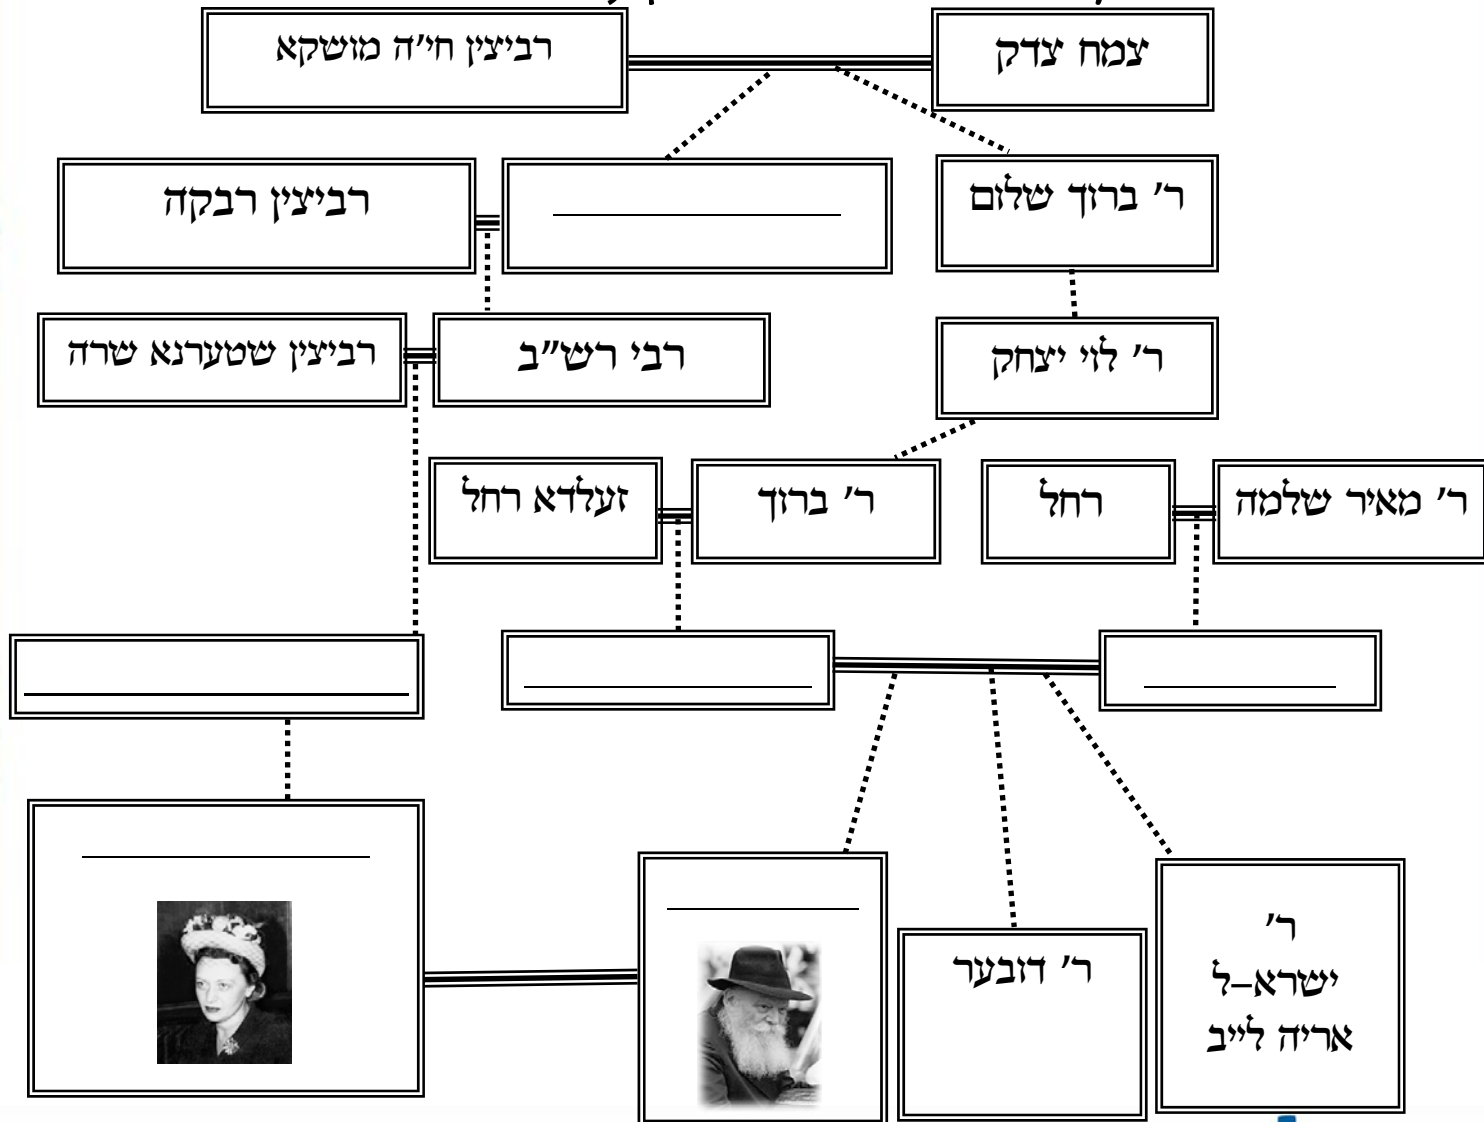 צמח צדק
רביצין חי'ה מושקא
ר' ברוך שלום
רביצין רבקה
ר' לוי יצחק
רבי רש"ב
רביצין שטערנא שרה
ר' מאיר שלמה
רחל
ר' ברוך
זעלדא רחל
ר'
ישרא-ל
אריה לייב
ר' דובער